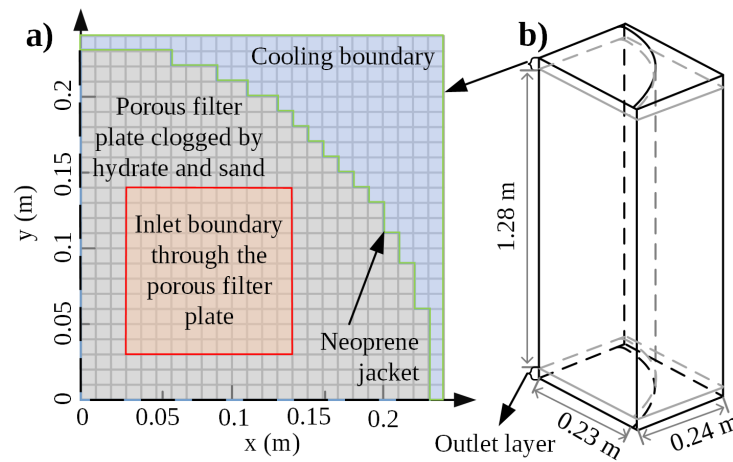 a)
Cooling boundary
Porous filter
plate clogged by
hydrate and sand
Inlet boundary
through the
porous filter
plate
Neoprene
jacket
y (m)
0.2
0.15
0.1
0.05
0
0
0.05
0.1
0.15
0.2
x (m)
b)
1.28 m
Outlet layer
0.23 m
0.24 m